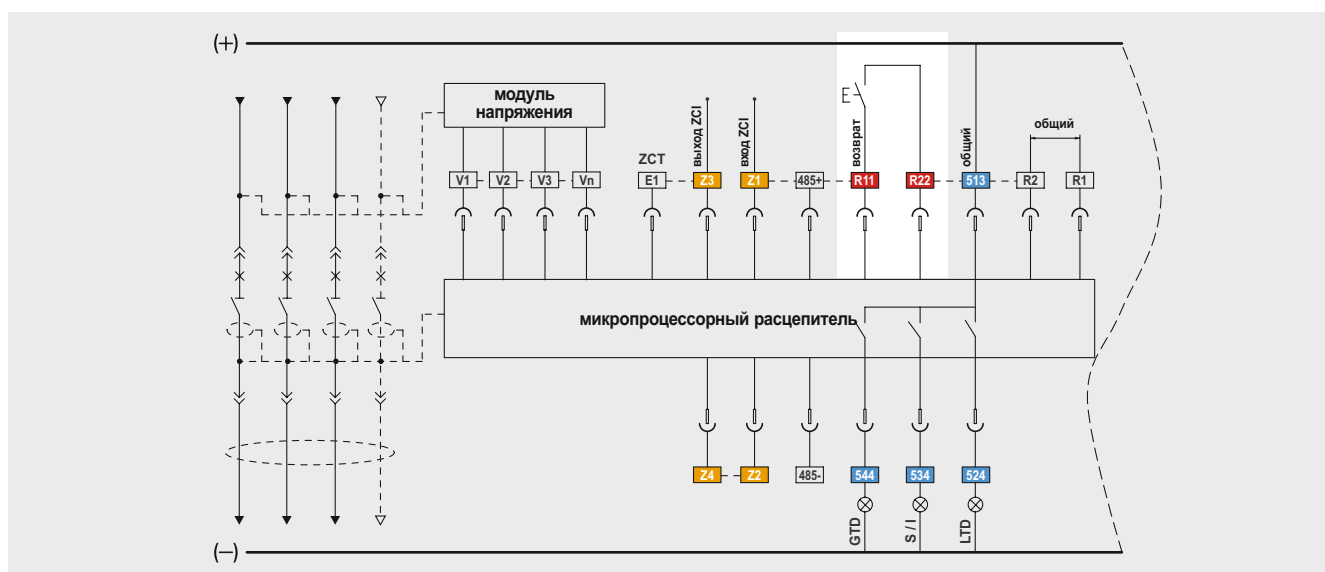 (+)
модуль
напряжения
общий
ZCT
выход ZCI
вход ZCI
возврат
общий
V1 V2 V3 Vn E1 Z3 Z1 485+ R11 R22 513 R2 R1
микропроцессорный расцепитель
Z4 Z2 485- 544 534 524
GTD
S / I
LTD
(−)